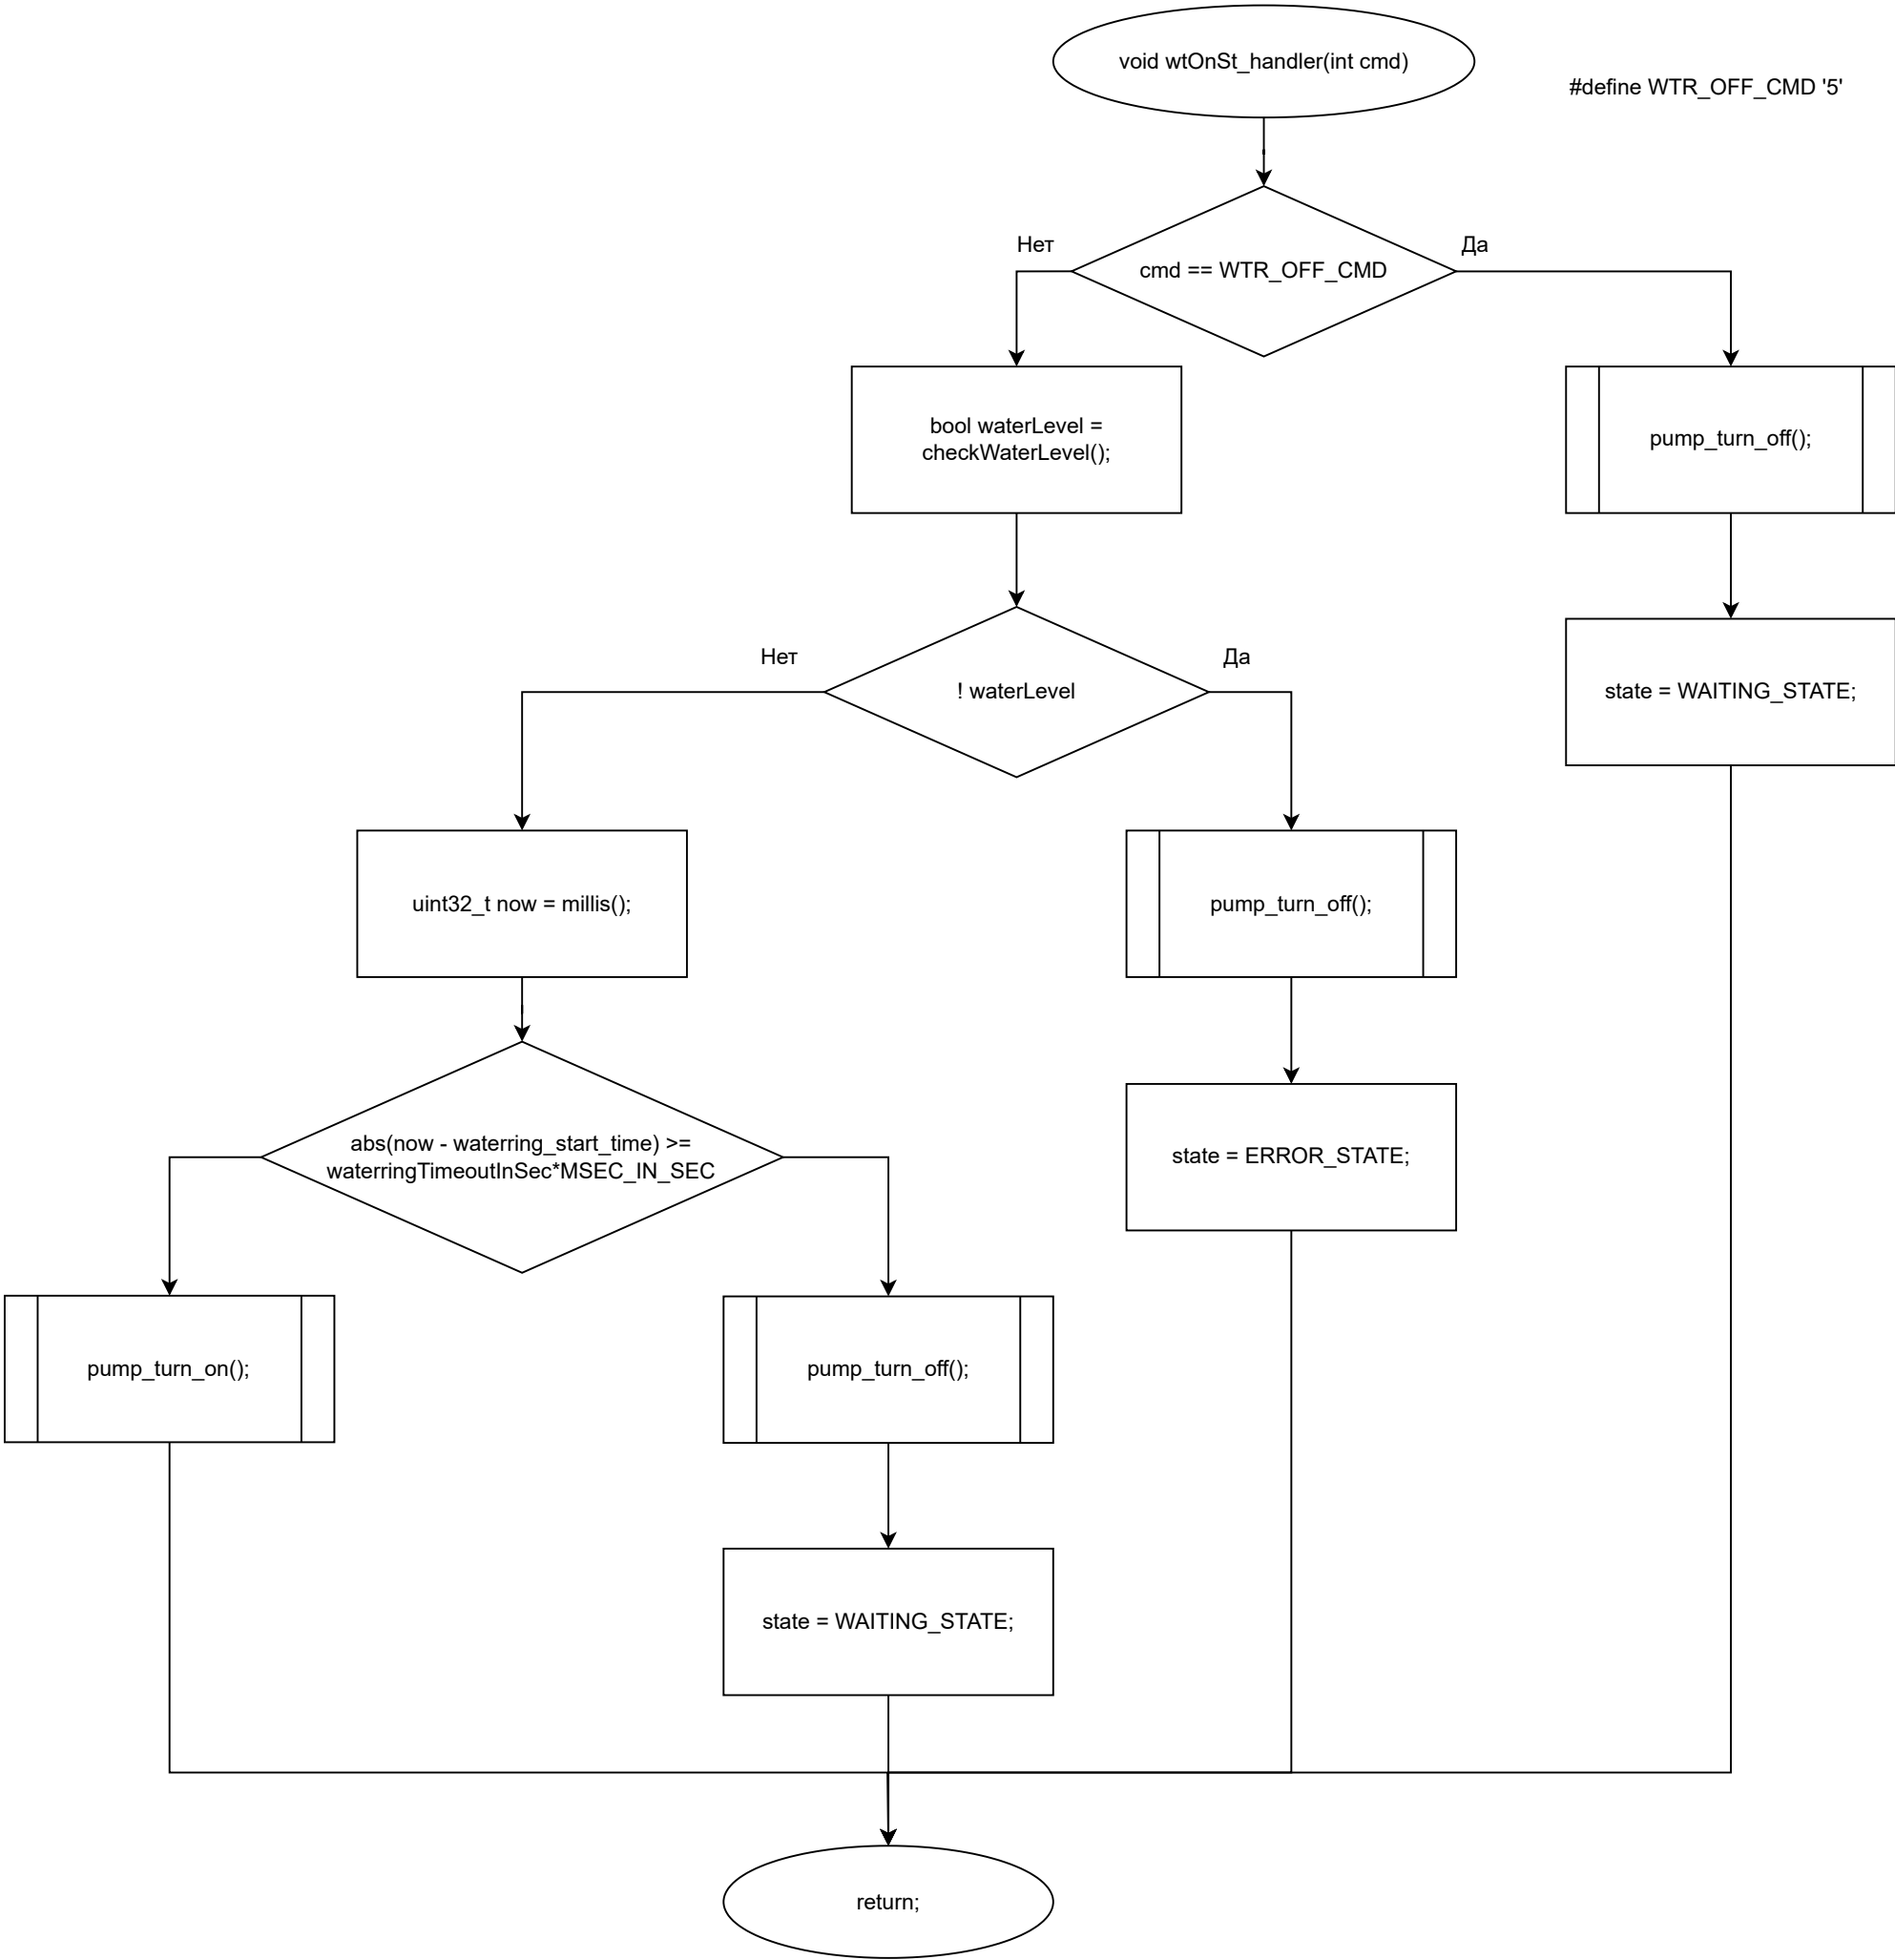 void wtOnSt_handler(int cmd)
#define WTR_OFF_CMD '5'
Нет
Да
cmd == WTR_OFF_CMD
bool waterLevel =
checkWaterLevel();
pump_turn_off();
Нет
Да
! waterLevel
state = WAITING_STATE;
uint32_t now = millis();
pump_turn_off();
abs(now - waterring_start_time) >=
waterringTimeoutInSec*MSEC_IN_SEC
state = ERROR_STATE;
pump_turn_on();
pump_turn_off();
state = WAITING_STATE;
return;